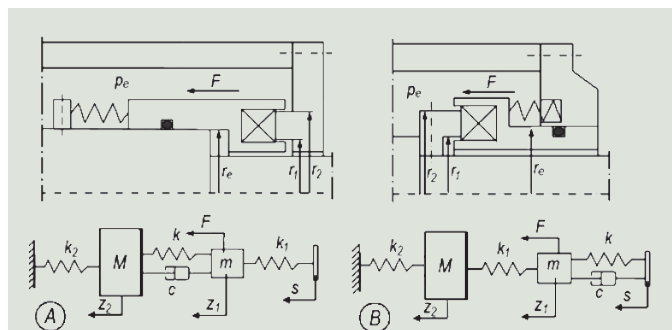 pe F
re r1 r2
pe F
r2 r1 re
k2 M k c F m k1 s z2 z1
A
k2 M k1 F m k c s z2 z1
B